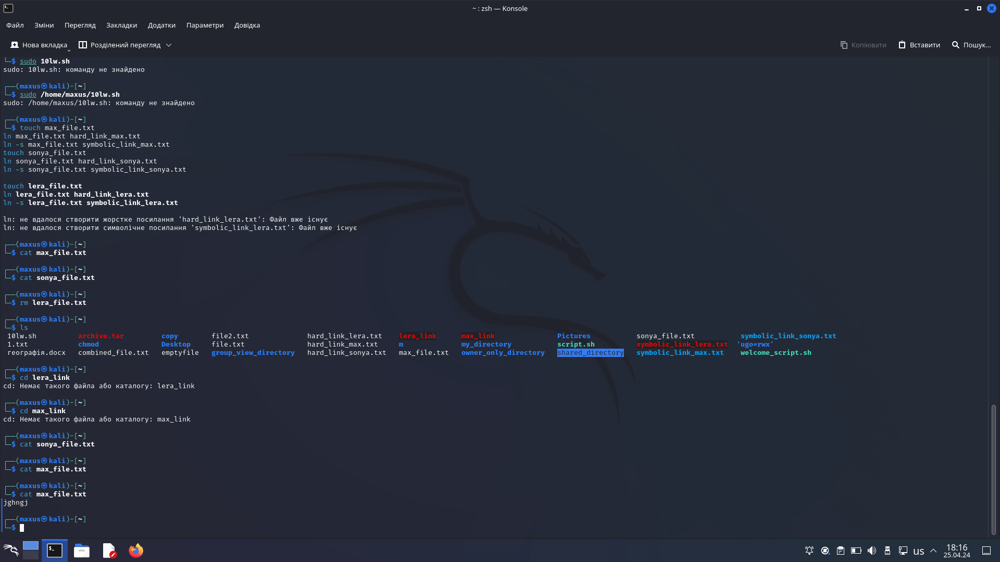 ~ : zsh — Konsole
Файл Зміни Перегляд Закладки Додатки Параметри Довідка
Нова вкладка Розділений перегляд Копіювати Вставити Пошук...
└─$ sudo 10lw.sh
sudo: 10lw.sh: команду не знайдено
┌──(maxus㉿kali)-[~]
└─$ sudo /home/maxus/10lw.sh
sudo: /home/maxus/10lw.sh: команду не знайдено
┌──(maxus㉿kali)-[~]
└─$ touch max_file.txt
ln max_file.txt hard_link_max.txt
ln -s max_file.txt symbolic_link_max.txt
touch sonya_file.txt
ln sonya_file.txt hard_link_sonya.txt
ln -s sonya_file.txt symbolic_link_sonya.txt
touch lera_file.txt
ln lera_file.txt hard_link_lera.txt
ln -s lera_file.txt symbolic_link_lera.txt
ln: не вдалося створити жорстке посилання 'hard_link_lera.txt': Файл вже існує
ln: не вдалося створити символічне посилання 'symbolic_link_lera.txt': Файл вже існує
┌──(maxus㉿kali)-[~]
└─$ cat max_file.txt
┌──(maxus㉿kali)-[~]
└─$ cat sonya_file.txt
┌──(maxus㉿kali)-[~]
└─$ rm lera_file.txt
┌──(maxus㉿kali)-[~]
└─$ ls
10lw.sh archive.tar copy file2.txt hard_link_lera.txt lera_link max_link Pictures sonya_file.txt symbolic_link_sonya.txt
1.txt chmod Desktop file.txt hard_link_max.txt m my_directory script.sh symbolic_link_lera.txt 'ugo=rwx'
географія.docx combined_file.txt emptyfile group_view_directory hard_link_sonya.txt max_file.txt owner_only_directory shared_directory symbolic_link_max.txt welcome_script.sh
┌──(maxus㉿kali)-[~]
└─$ cd lera_link
cd: Немає такого файла або каталогу: lera_link
┌──(maxus㉿kali)-[~]
└─$ cd max_link
cd: Немає такого файла або каталогу: max_link
┌──(maxus㉿kali)-[~]
└─$ cat sonya_file.txt
┌──(maxus㉿kali)-[~]
└─$ cat max_file.txt
┌──(maxus㉿kali)-[~]
└─$ cat max_file.txt
jghngj
┌──(maxus㉿kali)-[~]
└─$
us 18:16
25.04.24